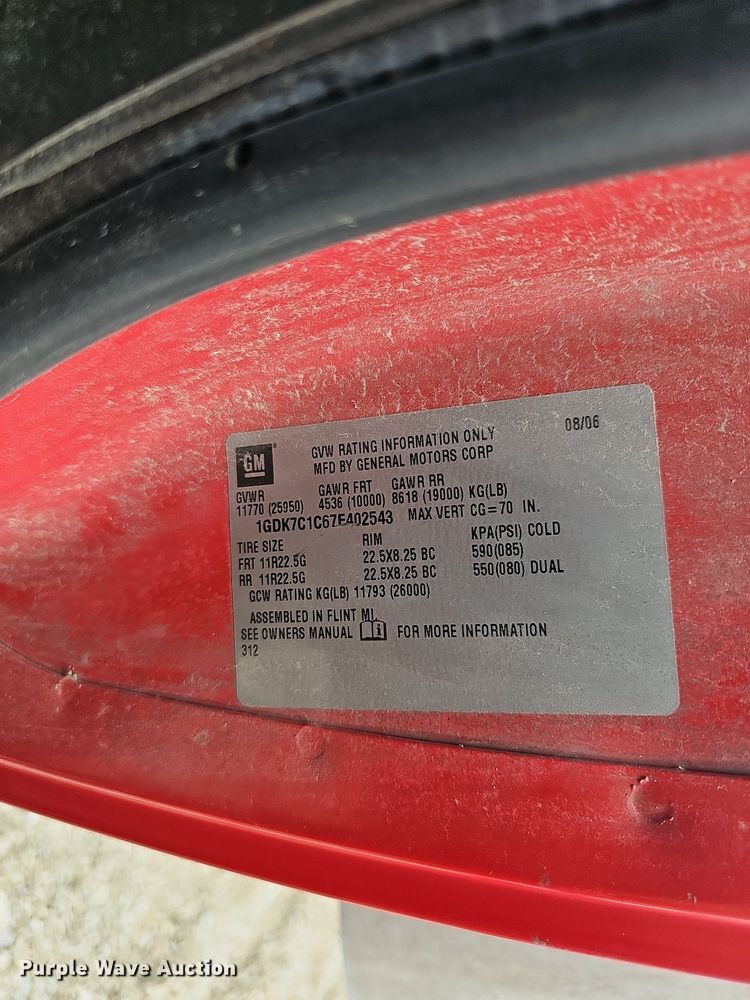 08/06
GM
GVW RATING INFORMATION ONLY
MFD BY GENERAL MOTORS CORP
GVWR GAWR FRT GAWR RR
11770 (25950) 4536 (10000) 8618 (19000) KG(LB)
1GDK7C1C67F402543 MAX VERT CG=70 IN.
TIRE SIZE RIM KPA(PSI) COLD
FRT 11R22.5G 22.5X8.25 BC 590(085)
RR 11R22.5G 22.5X8.25 BC 550(080) DUAL
GCW RATING KG(LB) 11793 (26000)
ASSEMBLED IN FLINT MI.
SEE OWNERS MANUAL FOR MORE INFORMATION
312
Purple Wave Auction